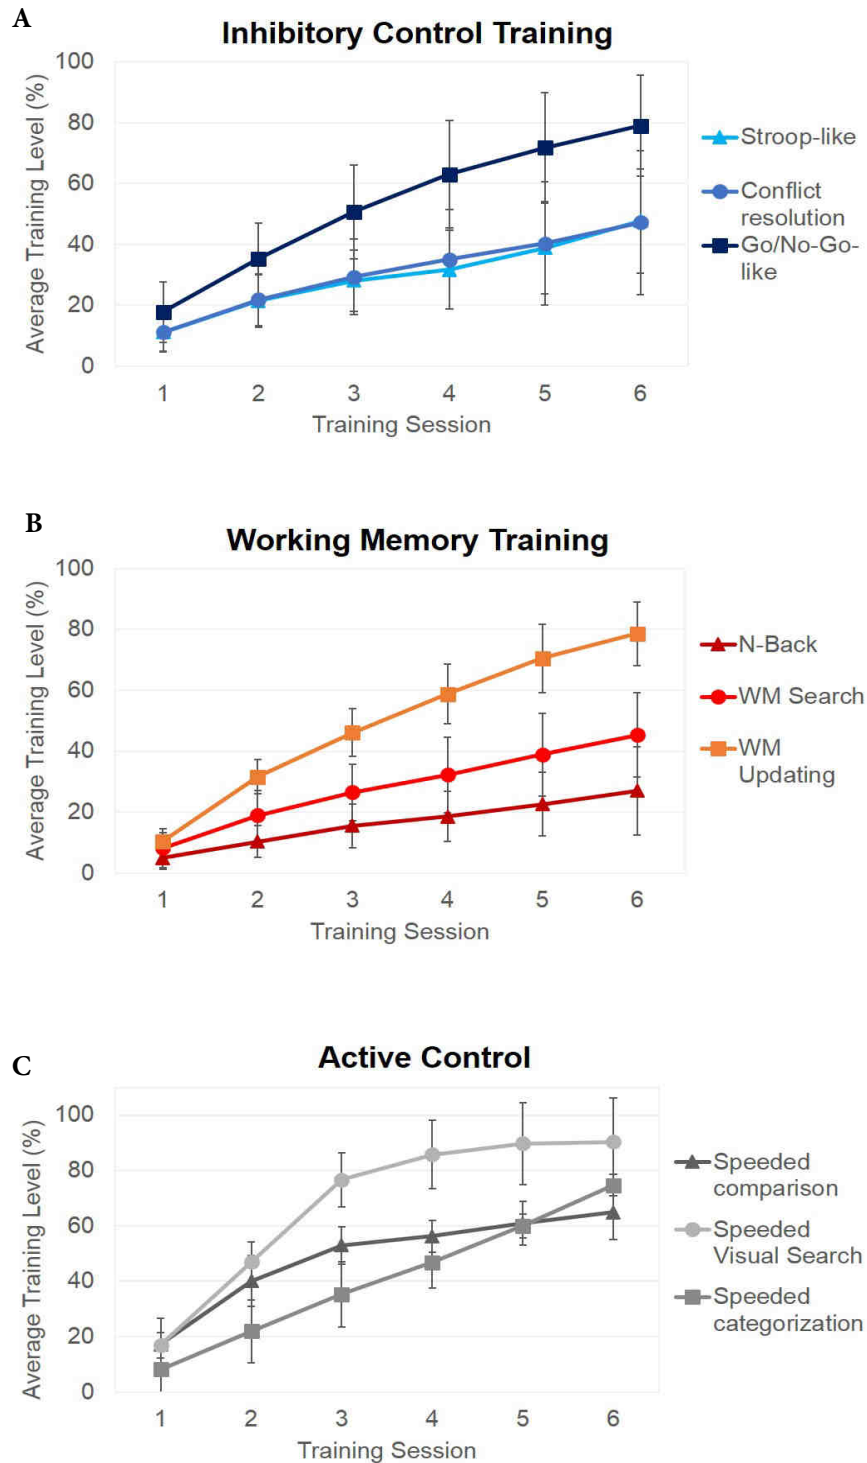 A
Inhibitory Control Training
Average Training Level (%)
100
80
60
40
20
0
1 2 3 4 5 6
Training Session
Stroop-like
Conflict
resolution
Go/No-Go-
like
B
Working Memory Training
Average Training Level (%)
100
80
60
40
20
0
1 2 3 4 5 6
Training Session
N-Back
WM Search
WM
Updating
C
Active Control
Average Training Level (%)
100
80
60
40
20
0
1 2 3 4 5 6
Training Session
Speeded
comparison
Speeded
Visual Search
Speeded
categorization